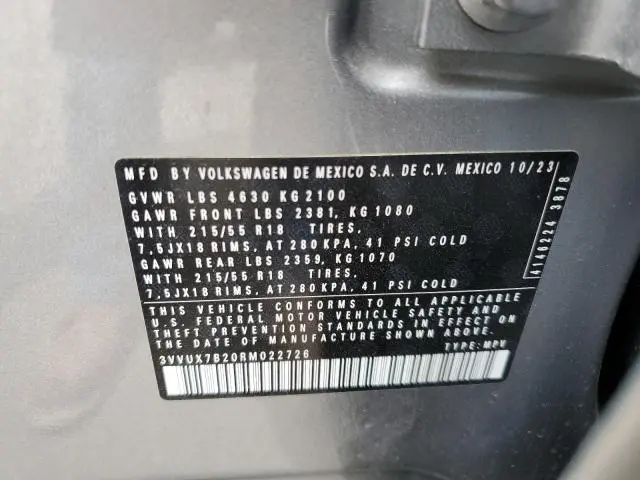 MFD BY VOLKSWAGEN DE MEXICO S.A. DE C.V. MEXICO 10/23
GVWR LBS 4630 KG 2100
GAWR FRONT LBS 2381, KG 1080
WITH 215/55 R18 TIRES,
7,5JX18 RIMS, AT 280 KPA, 41 PSI COLD
GAWR REAR LBS 2359, KG 1070
WITH 215/55 R18 TIRES,
7,5JX18 RIMS, AT 280 KPA, 41 PSI COLD
THIS VEHICLE CONFORMS TO ALL APPLICABLE
U.S. FEDERAL MOTOR VEHICLE SAFETY AND
THEFT PREVENTION STANDARDS IN EFFECT ON
THE DATE OF MANUFACTURE SHOWN ABOVE.
3VVUX7B20RM022726 TYPE: MPV
4146224 3878